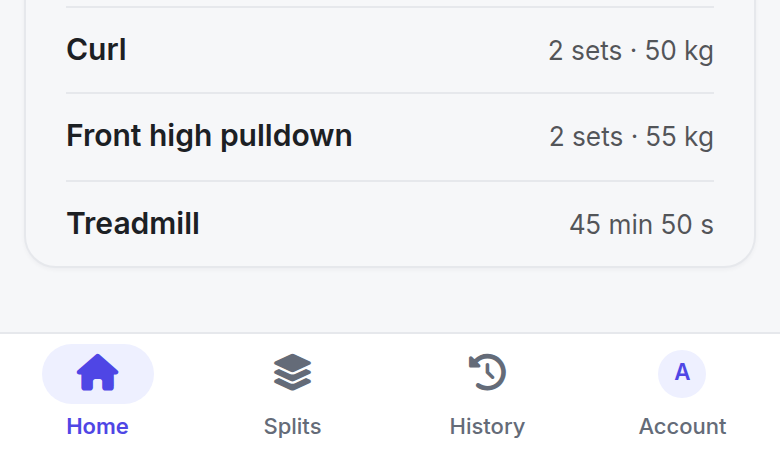 Curl 2 sets · 50 kg
Front high pulldown 2 sets · 55 kg
Treadmill 45 min 50 s
A
Home Splits History Account